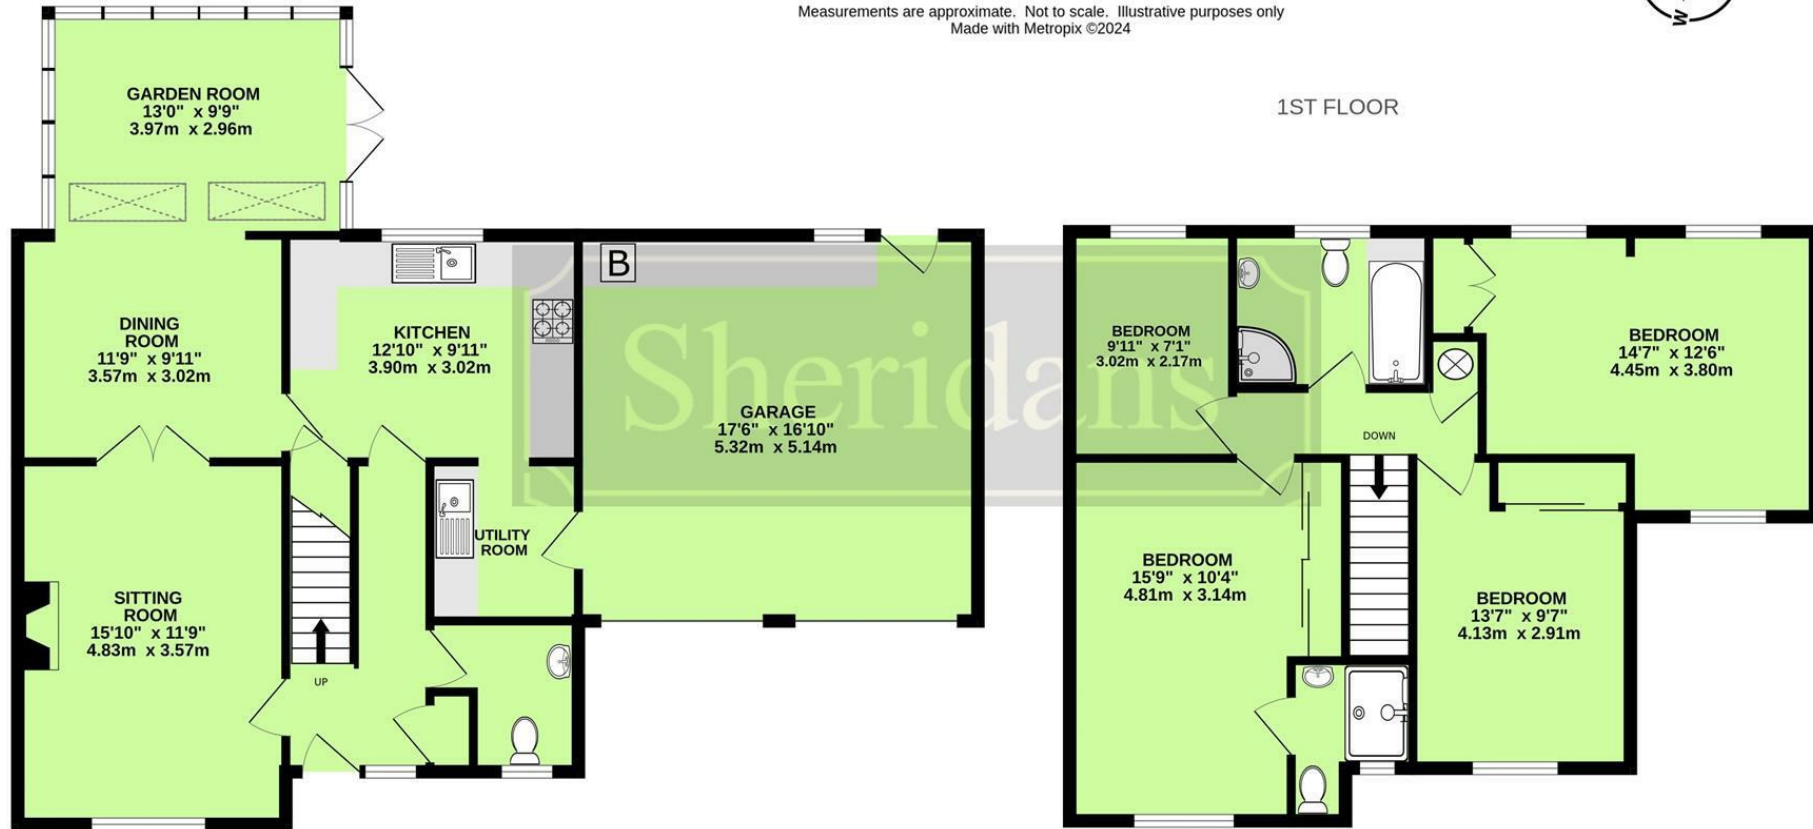 Measurements are approximate. Not to scale. Illustrative purposes only
Made with Metropix ©2024
W
1ST FLOOR
GARDEN ROOM
13'0" x 9'9"
3.97m x 2.96m
DINING
ROOM
11'9" x 9'11"
3.57m x 3.02m
KITCHEN
12'10" x 9'11"
3.90m x 3.02m
B
GARAGE
17'6" x 16'10"
5.32m x 5.14m
Sheridans
UTILITY
ROOM
SITTING
ROOM
15'10" x 11'9"
4.83m x 3.57m
UP
BEDROOM
9'11" x 7'1"
3.02m x 2.17m
BEDROOM
14'7" x 12'6"
4.45m x 3.80m
DOWN
BEDROOM
15'9" x 10'4"
4.81m x 3.14m
BEDROOM
13'7" x 9'7"
4.13m x 2.91m